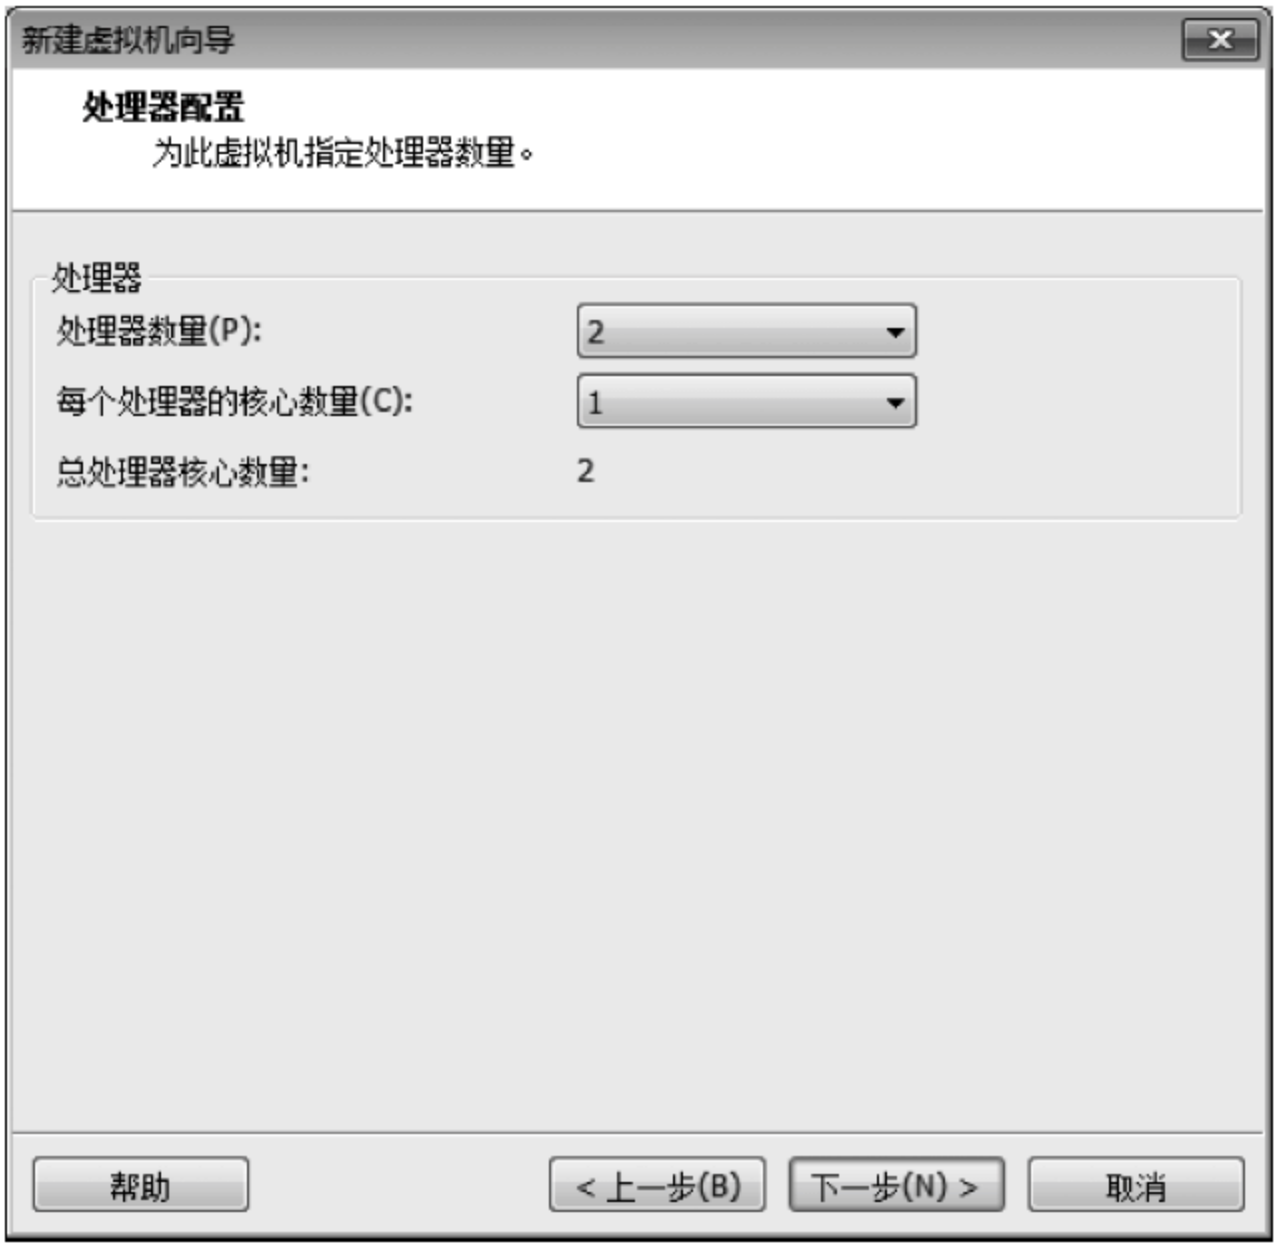 新建虚拟机向导
处理器配置
为此虚拟机指定处理器数量。
处理器
处理器数量(P): 2
每个处理器的核心数量(C): 1
总处理器核心数量: 2
帮助 < 上一步(B) 下一步(N) > 取消